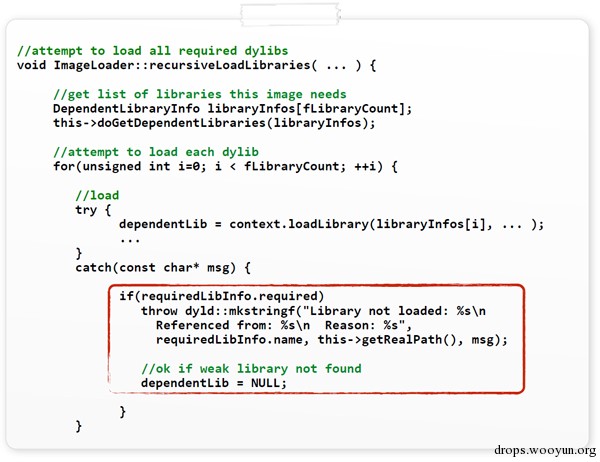 //attempt to load all required dylibs
void ImageLoader::recursiveLoadLibraries( ... ) {
//get list of libraries this image needs
DependentLibraryInfo libraryInfos[fLibraryCount];
this->doGetDependentLibraries(libraryInfos);
//attempt to load each dylib
for(unsigned int i=0; i < fLibraryCount; ++i) {
//load
try {
dependentLib = context.loadLibrary(libraryInfos[i], ... );
...
}
catch(const char* msg) {
if(requiredLibInfo.required)
throw dyld::mkstringf("Library not loaded: %s\n
Referenced from: %s\n  Reason: %s",
requiredLibInfo.name, this->getRealPath(), msg);
//ok if weak library not found
dependentLib = NULL;
}
}
drops.wooyun.org